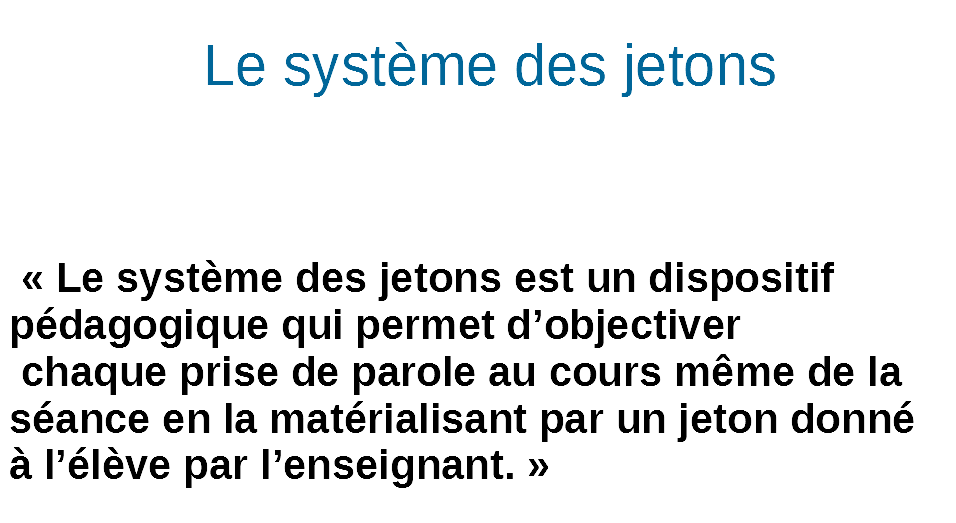 Le système des jetons
« Le système des jetons est un dispositif
pédagogique qui permet d’objectiver
chaque prise de parole au cours même de la
séance en la matérialisant par un jeton donné
à l’élève par l’enseignant. »